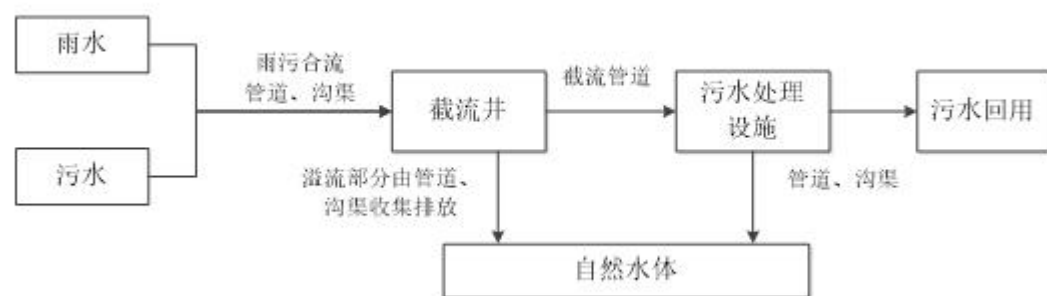 雨水
雨污合流
管道、沟渠
截流井
截流管道
污水处理
设施
污水回用
污水
溢流部分由管道、
沟渠收集排放
管道、沟渠
自然水体